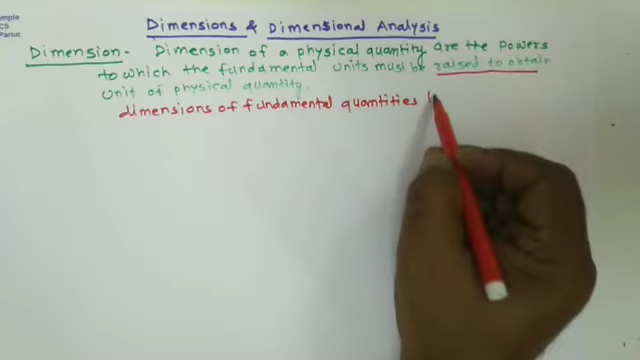 Dimensions & Dimensional Analysis
Dimension - Dimension of a physical quantity are the powers
to which the fundamental units must be raised to obtain
unit of physical quantity.
dimensions of fundamental quantities